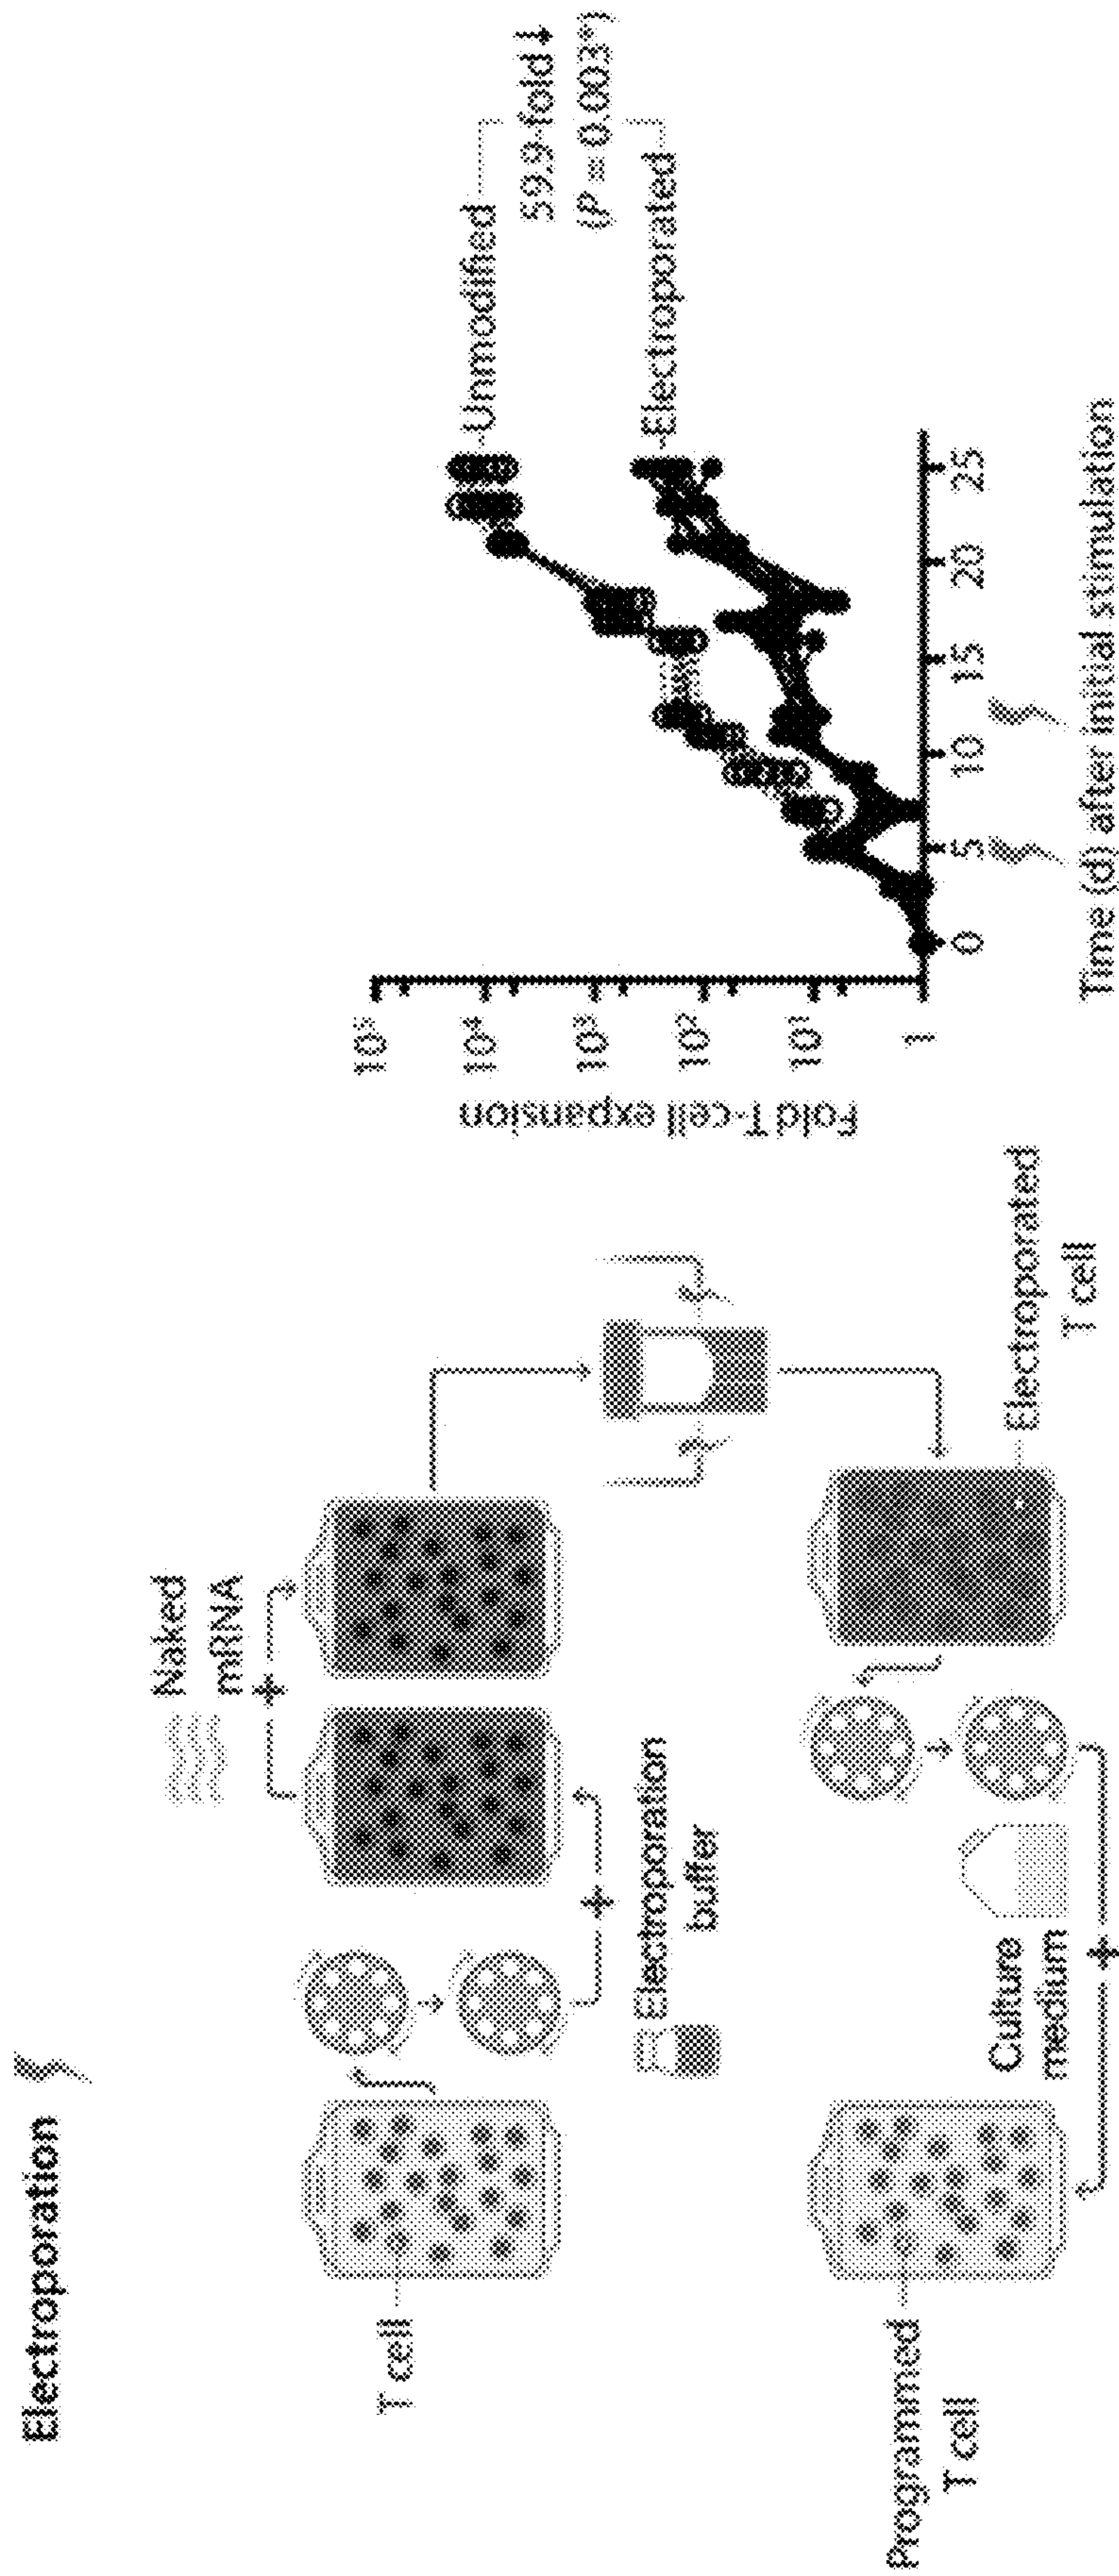 Electroporation
T cell
Naked
mRNA
Electroporation
buffer
Programmed
T cell
Culture
medium
Electroporated
T cell
Fold T-cell expansion
10⁵
10⁴
10³
10²
10¹
1
0
5
10
15
20
25
Time (d) after initial stimulation
Unmodified
59.9-fold↓
(P = 0.003*)
Electroporated